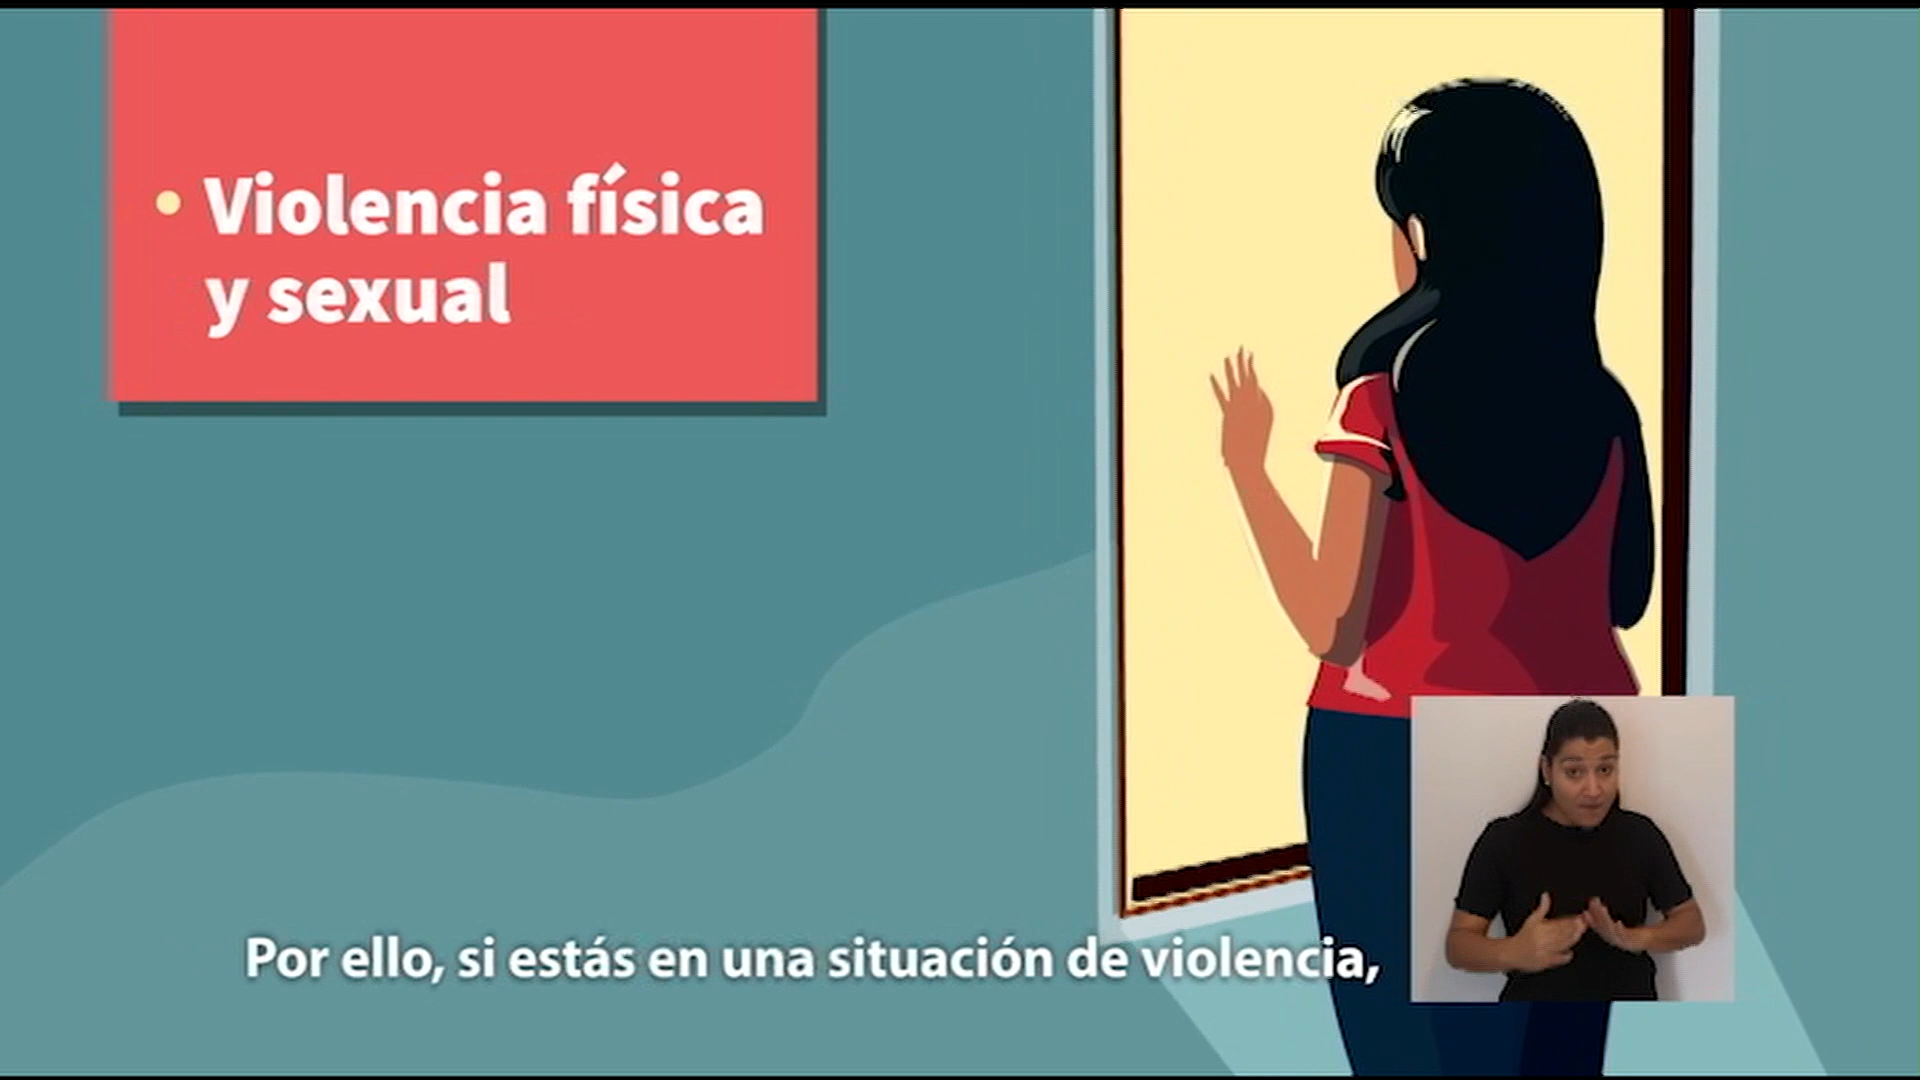 • Violencia física
y sexual
Por ello, si estás en una situación de violencia,